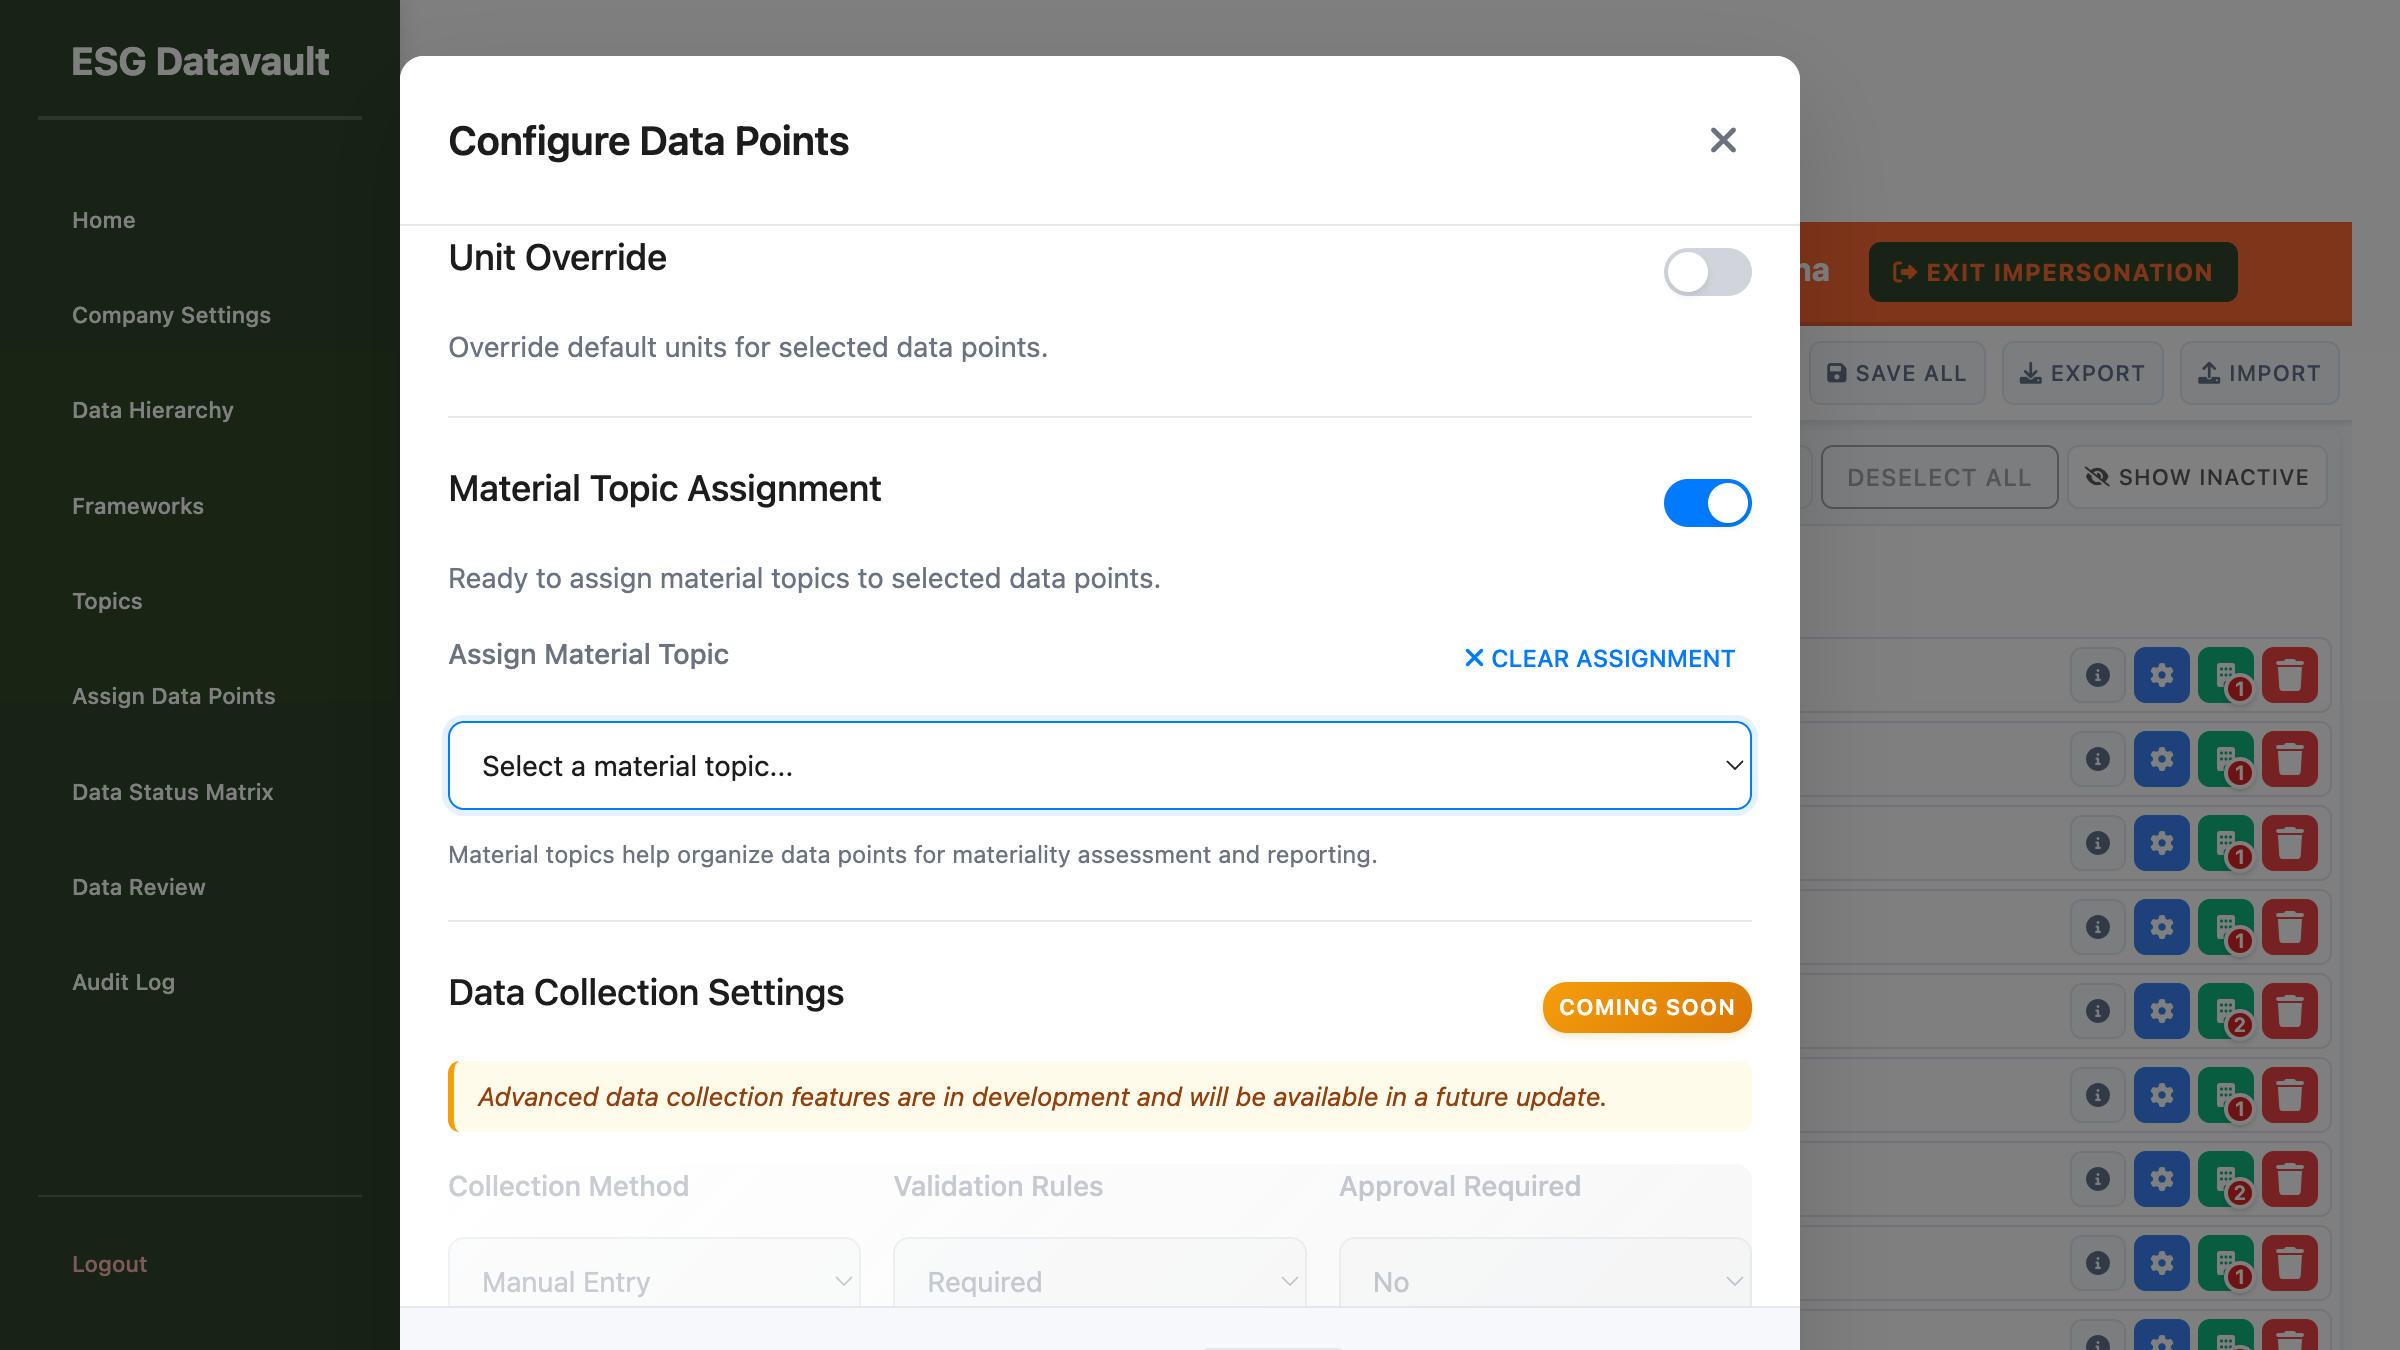 ESG Datavault
Home
Company Settings
Data Hierarchy
Frameworks
Topics
Assign Data Points
Data Status Matrix
Data Review
Audit Log
Logout
Configure Data Points
Unit Override
Override default units for selected data points.
Material Topic Assignment
Ready to assign material topics to selected data points.
Assign Material Topic
CLEAR ASSIGNMENT
Select a material topic...
Material topics help organize data points for materiality assessment and reporting.
Data Collection Settings
COMING SOON
Advanced data collection features are in development and will be available in a future update.
Collection Method
Validation Rules
Approval Required
Manual Entry
Required
No
EXIT IMPERSONATION
SAVE ALL
EXPORT
IMPORT
DESELECT ALL
SHOW INACTIVE
1
1
1
1
2
1
2
1